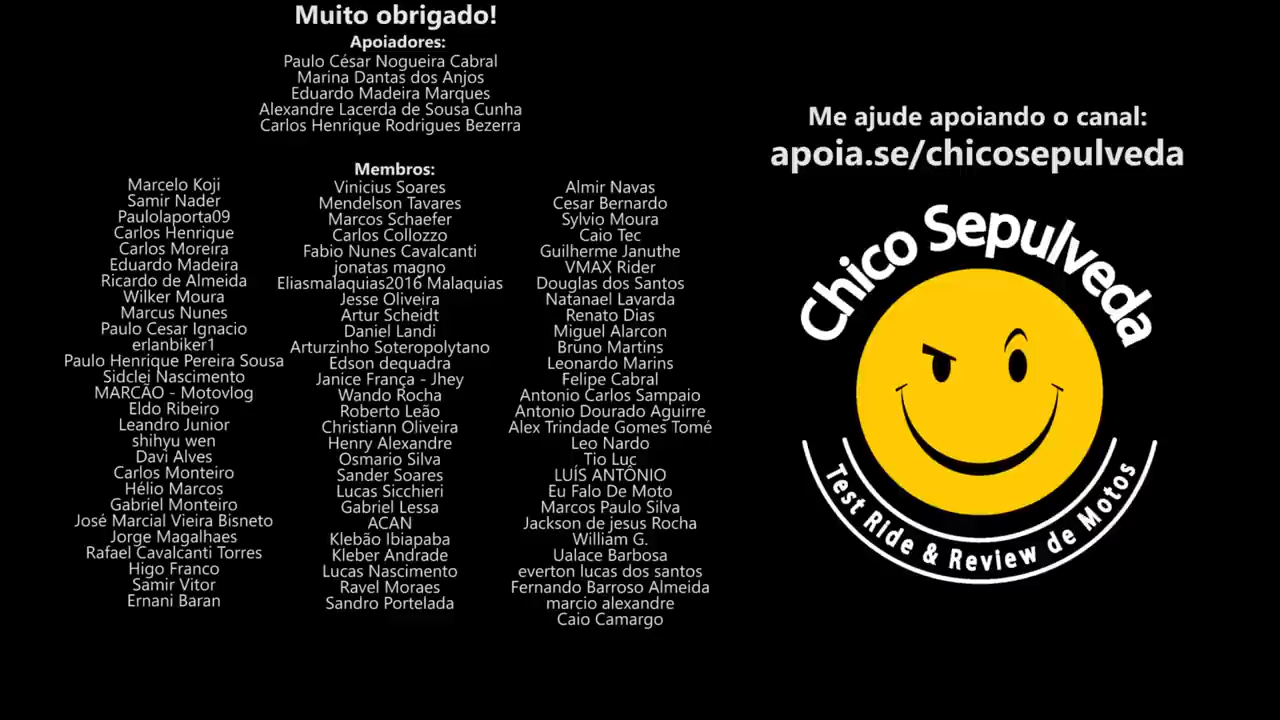 Muito obrigado!
Apoiadores:
Paulo César Nogueira Cabral
Marina Dantas dos Anjos
Eduardo Madeira Marques
Alexandre Lacerda de Sousa Cunha
Carlos Henrique Rodrigues Bezerra
Membros:
Marcelo Koji
Samir Nader
Paulolaporta09
Carlos Henrique
Carlos Moreira
Eduardo Madeira
Ricardo de Almeida
Wilker Moura
Marcus Nunes
Paulo Cesar Ignacio
erlanbiker1
Paulo Henrique Pereira Sousa
Sidclei Nascimento
MARCÃO - Motovlog
Eldo Ribeiro
Leandro Junior
shihyu wen
Davi Alves
Carlos Monteiro
Hélio Marcos
Gabriel Monteiro
José Marcial Vieira Bisneto
Jorge Magalhaes
Rafael Cavalcanti Torres
Higo Franco
Samir Vitor
Ernani Baran
Vinicius Soares
Mendelson Tavares
Marcos Schaefer
Carlos Collozzo
Fabio Nunes Cavalcanti
jonatas magno
Eliasmalaquias2016 Malaquias
Jesse Oliveira
Artur Scheidt
Daniel Landi
Arturzinho Soteropolytano
Edson dequadra
Janice França - Jhey
Wando Rocha
Roberto Leão
Christiann Oliveira
Henry Alexandre
Osmario Silva
Sander Soares
Lucas Sicchieri
Gabriel Lessa
ACAN
Klebão Ibiapaba
Kleber Andrade
Lucas Nascimento
Ravel Moraes
Sandro Portelada
Almir Navas
Cesar Bernardo
Sylvio Moura
Caio Tec
Guilherme Januthe
VMAX Rider
Douglas dos Santos
Natanael Lavarda
Renato Dias
Miguel Alarcon
Bruno Martins
Leonardo Marins
Felipe Cabral
Antonio Carlos Sampaio
Antonio Dourado Aguirre
Alex Trindade Gomes Tomé
Leo Nardo
Tio Luc
LUÍS ANTÔNIO
Eu Falo De Moto
Marcos Paulo Silva
Jackson de jesus Rocha
William G.
Ualace Barbosa
everton lucas dos santos
Fernando Barroso Almeida
marcio alexandre
Caio Camargo
Me ajude apoiando o canal:
apoia.se/chicosepulveda
Chico Sepulveda
Test Ride & Review de Motos